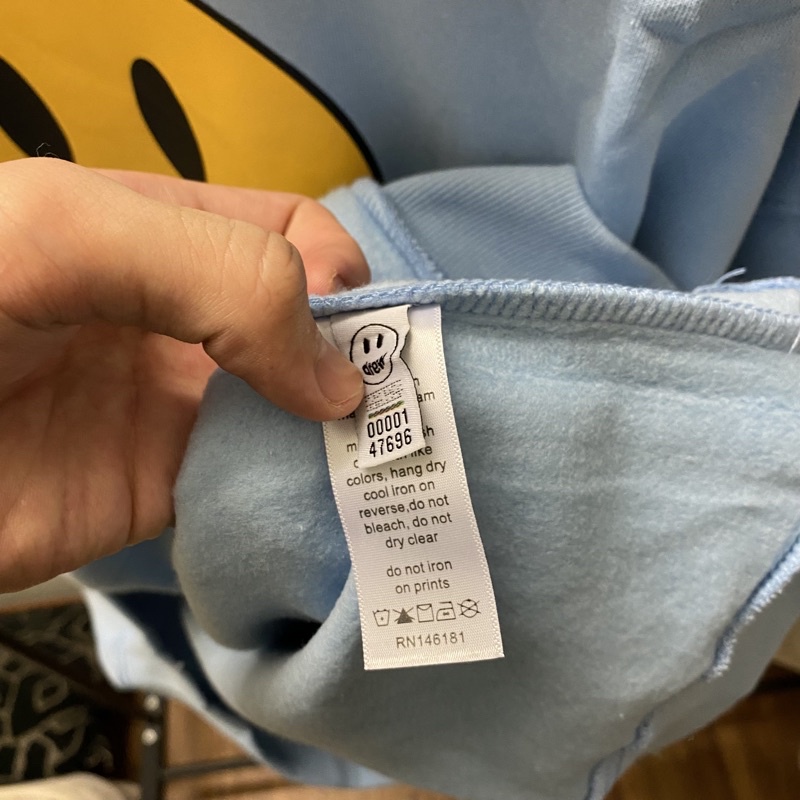 drew
00001
47696
colors, hang dry
cool iron on
reverse,do not
bleach, do not
dry clear
do not iron
on prints
RN146181